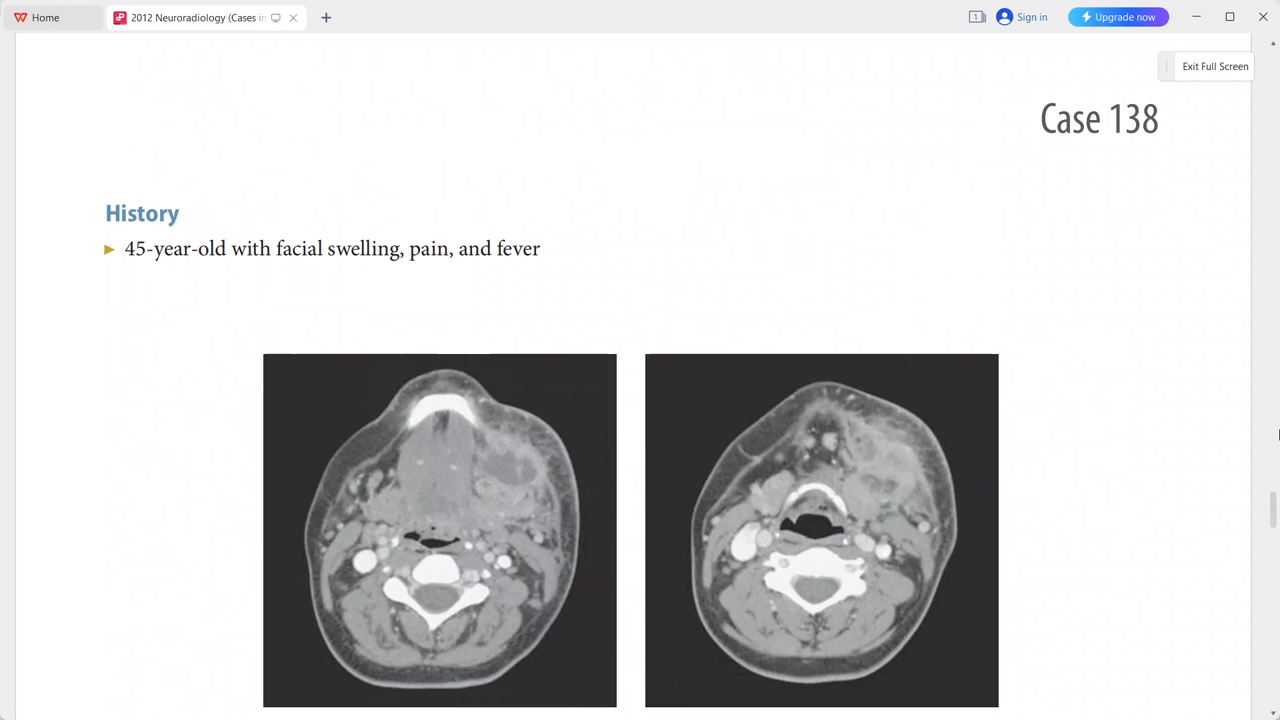 Home
2012 Neuroradiology (Cases in
1
Sign in
Upgrade now
Exit Full Screen
Case 138
History
45-year-old with facial swelling, pain, and fever